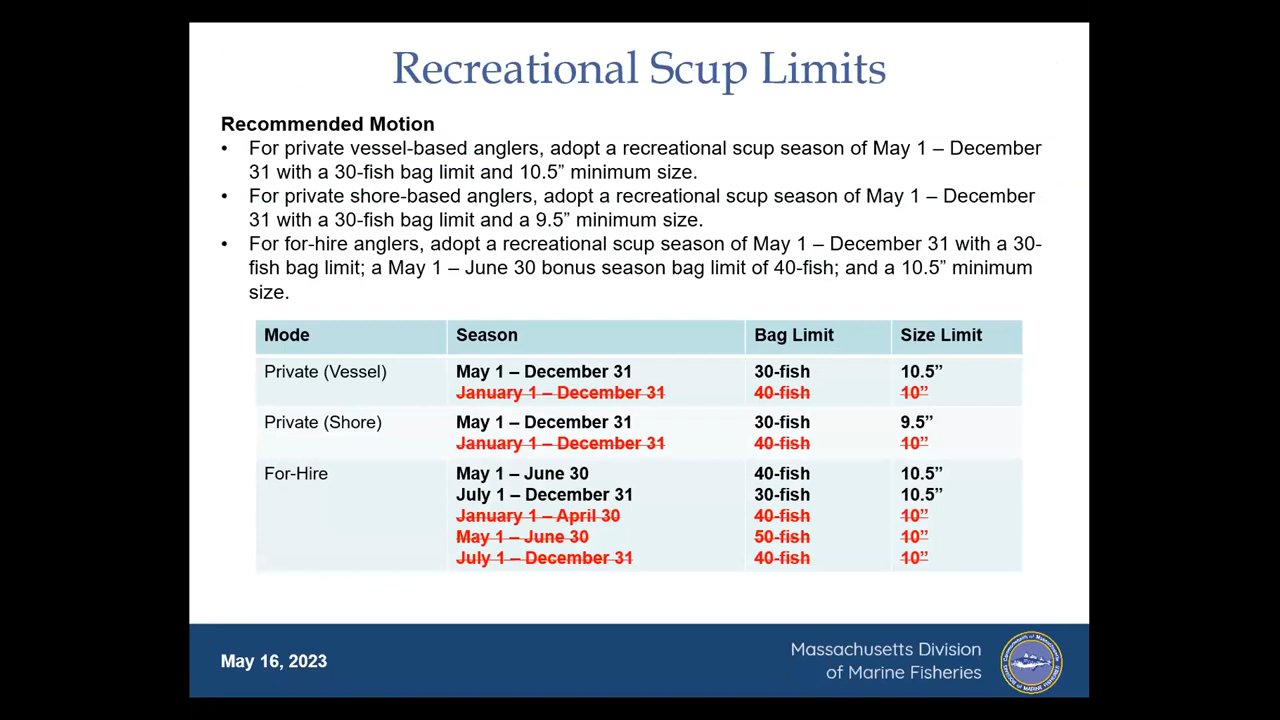 Recreational Scup Limits
Recommended Motion
• For private vessel-based anglers, adopt a recreational scup season of May 1 – December
31 with a 30-fish bag limit and 10.5” minimum size.
• For private shore-based anglers, adopt a recreational scup season of May 1 – December
31 with a 30-fish bag limit and a 9.5” minimum size.
• For for-hire anglers, adopt a recreational scup season of May 1 – December 31 with a 30-
fish bag limit; a May 1 – June 30 bonus season bag limit of 40-fish; and a 10.5” minimum
size.
Mode Season Bag Limit Size Limit
Private (Vessel) May 1 – December 31 30-fish 10.5”
January 1 – December 31 40-fish 10”
Private (Shore) May 1 – December 31 30-fish 9.5”
January 1 – December 31 40-fish 10”
For-Hire May 1 – June 30 40-fish 10.5”
July 1 – December 31 30-fish 10.5”
January 1 – April 30 40-fish 10”
May 1 – June 30 50-fish 10”
July 1 – December 31 40-fish 10”
May 16, 2023
Massachusetts Division
of Marine Fisheries